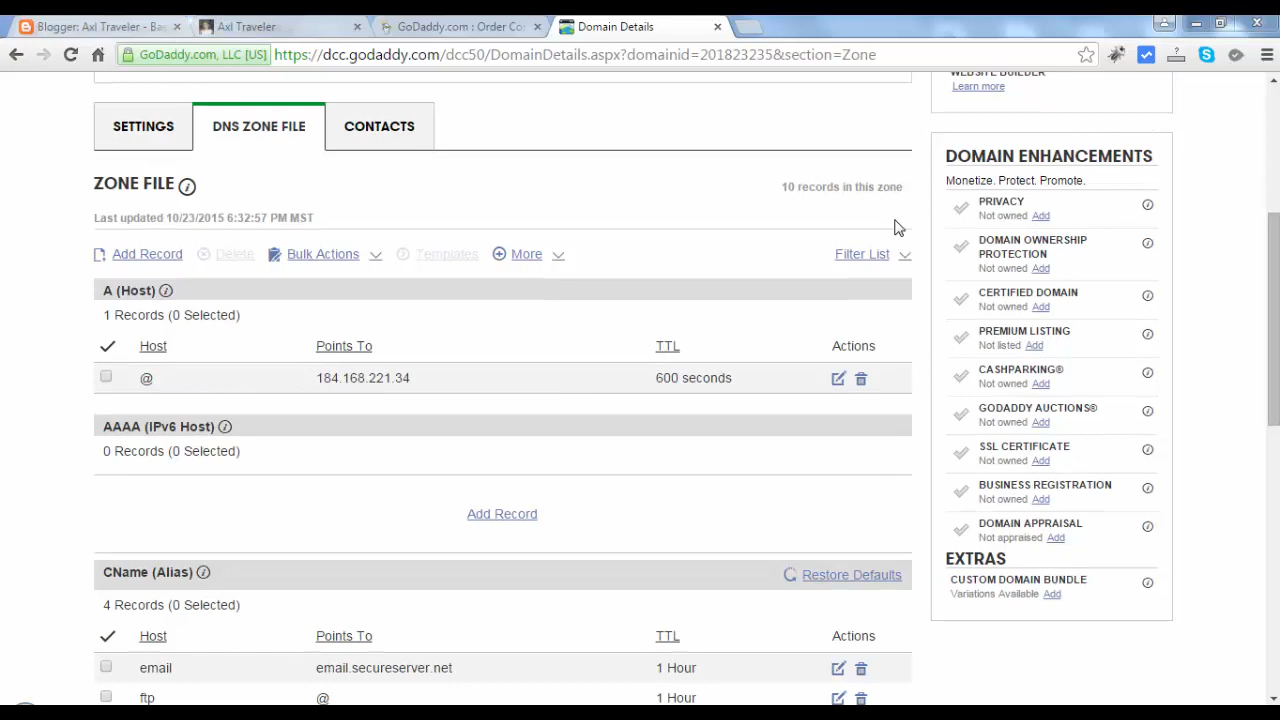 Blogger: Axl Traveler - Bas
Axl Traveler
GoDaddy.com : Order Co
Domain Details
GoDaddy.com, LLC [US]
https://dcc.godaddy.com/dcc50/DomainDetails.aspx?domainid=201823235&section=Zone
WEBSITE BUILDER
Learn more
SETTINGS
DNS ZONE FILE
CONTACTS
ZONE FILE
10 records in this zone
Last updated 10/23/2015 6:32:57 PM MST
Add Record
Delete
Bulk Actions
Templates
More
Filter List
A (Host)
1 Records (0 Selected)
Host Points To TTL Actions
@ 184.168.221.34 600 seconds
AAAA (IPv6 Host)
0 Records (0 Selected)
Add Record
CName (Alias)
Restore Defaults
4 Records (0 Selected)
Host Points To TTL Actions
email email.secureserver.net 1 Hour
ftp @ 1 Hour
DOMAIN ENHANCEMENTS
Monetize. Protect. Promote.
PRIVACY
Not owned Add
DOMAIN OWNERSHIP
PROTECTION
Not owned Add
CERTIFIED DOMAIN
Not owned Add
PREMIUM LISTING
Not listed Add
CASHPARKING®
Not owned Add
GODADDY AUCTIONS®
Not owned Add
SSL CERTIFICATE
Not owned Add
BUSINESS REGISTRATION
Not owned Add
DOMAIN APPRAISAL
Not appraised Add
EXTRAS
CUSTOM DOMAIN BUNDLE
Variations Available Add